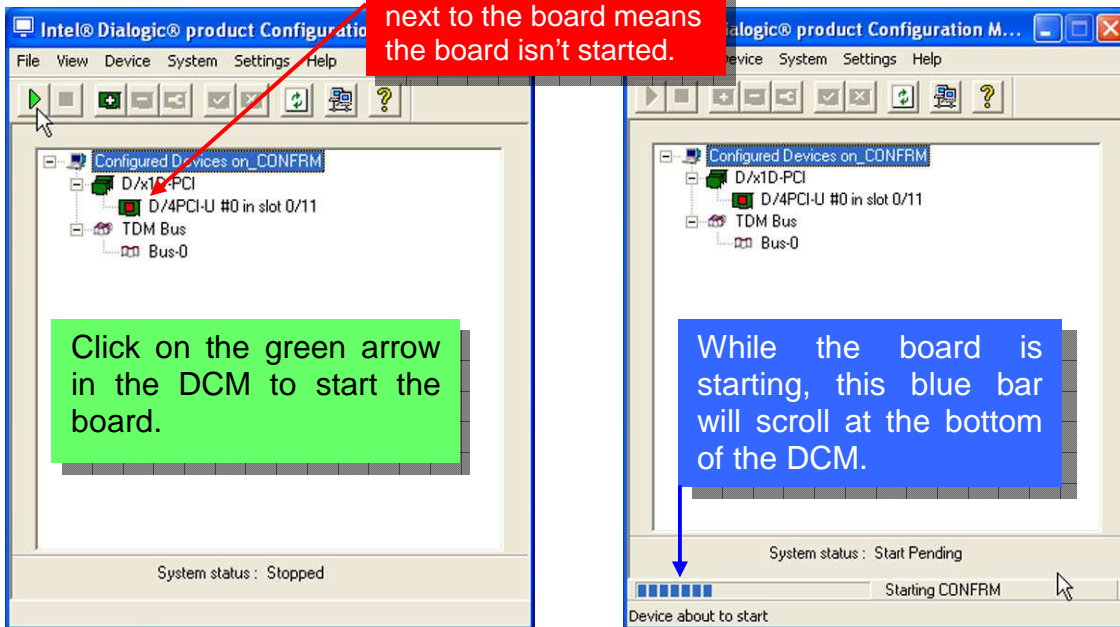 Intel® Dialogic® product Configuratio
next to the board means
the board isn't started.
File View Device System Settings Help
Configured Devices on_CONFRM
D/x1D-PCI
D/4PCI-U #0 in slot 0/11
TDM Bus
Bus-0
Click on the green arrow
in the DCM to start the
board.
System status : Stopped
ialogic® product Configuration M...
evice System Settings Help
Configured Devices on_CONFRM
D/x1D-PCI
D/4PCI-U #0 in slot 0/11
TDM Bus
Bus-0
While the board is
starting, this blue bar
will scroll at the bottom
of the DCM.
System status : Start Pending
Starting CONFRM
Device about to start